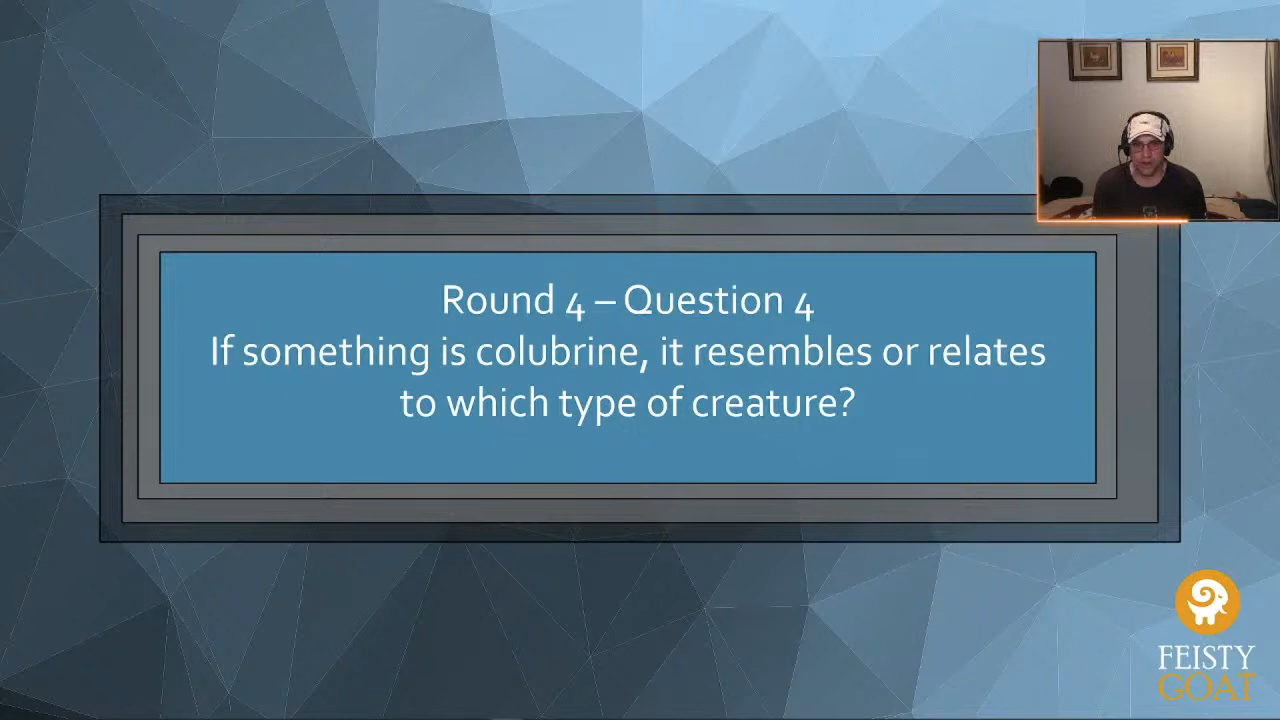 Round 4 – Question 4
If something is colubrine, it resembles or relates
to which type of creature?
FEISTY
GOAT